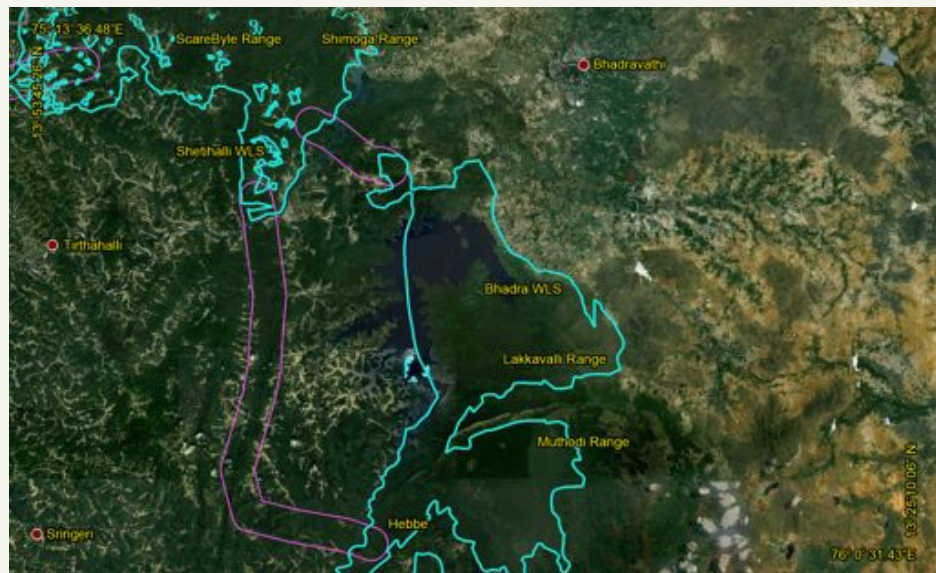 75° 13' 36.48"E
ScareByle Range
Shimoga Range
Bhadravathi
13° 53'45.26" N
Shetihalli WLS
Tirthahalli
Bhadra WLS
Lakkavalli Range
Muthodi Range
13° 25'10.06" N
Hebbe
Sringeri
76° 0' 31.43"E